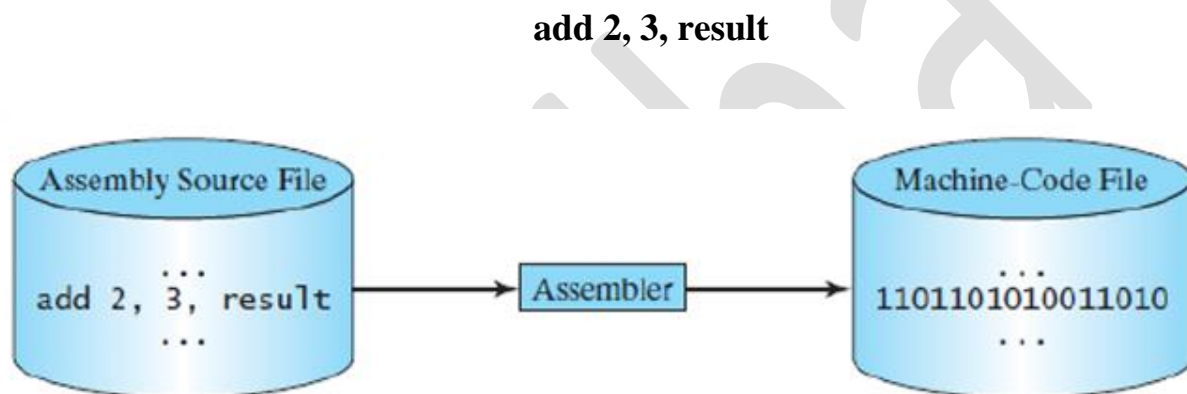 add 2, 3, result
Assembly Source File
...
add 2, 3, result
...
Assembler
Machine-Code File
...
1101101010011010
...